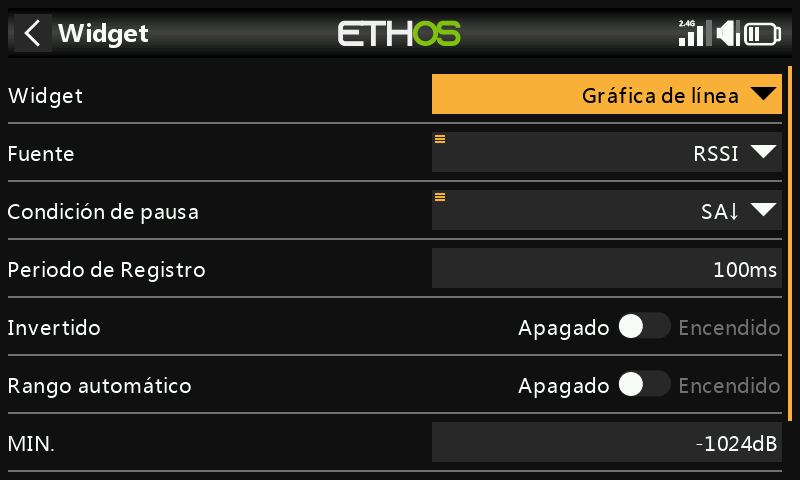 Widget
ETHOS
2.4G
Widget
Gráfica de línea
Fuente
RSSI
Condición de pausa
SA↓
Periodo de Registro
100ms
Invertido
Apagado
Encendido
Rango automático
Apagado
Encendido
MIN.
-1024dB